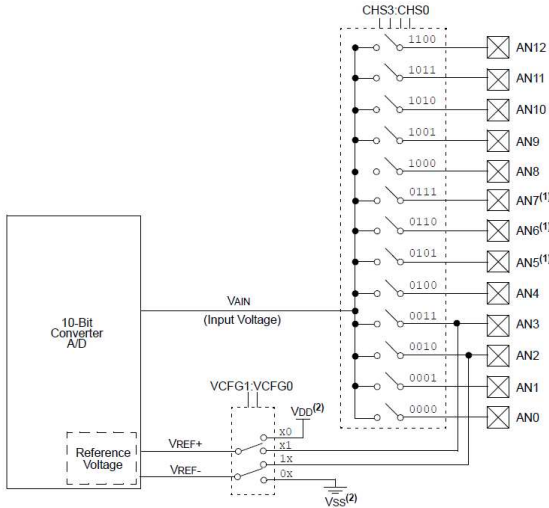 CHS3:CHS0
1100 AN12
1011 AN11
1010 AN10
1001 AN9
1000 AN8
0111 AN7(1)
0110 AN6(1)
0101 AN5(1)
0100 AN4
VAIN
(Input Voltage)
0011 AN3
10-Bit
Converter
A/D
0010 AN2
0001 AN1
VCFG1:VCFG0
VDD(2)
0000 AN0
x0
Reference
Voltage
VREF+
x1
1x
VREF-
0x
VSS(2)